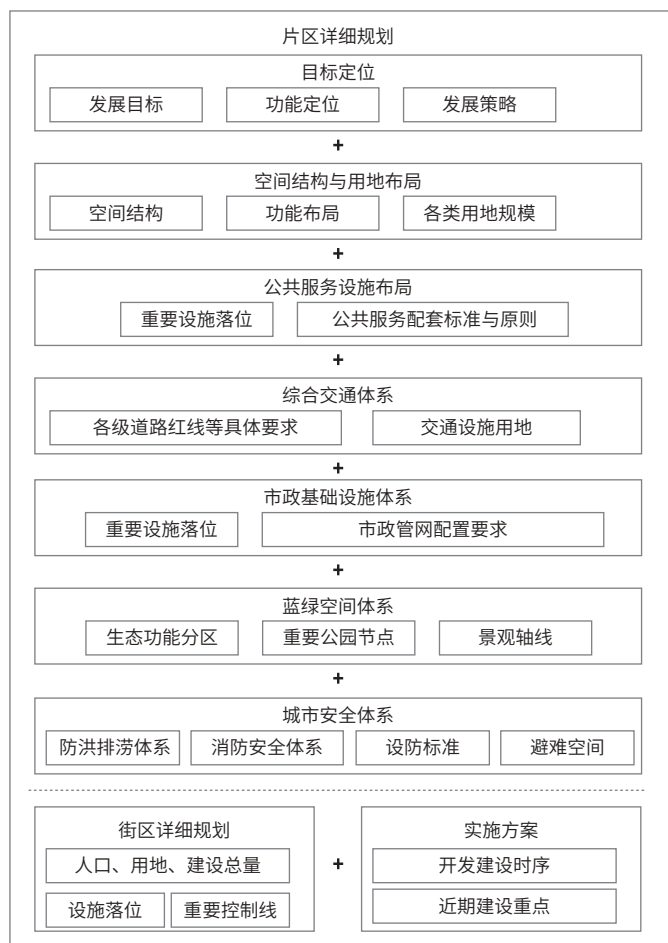 片区详细规划
目标定位
发展目标 功能定位 发展策略
+
空间结构与用地布局
空间结构 功能布局 各类用地规模
+
公共服务设施布局
重要设施落位 公共服务配套标准与原则
+
综合交通体系
各级道路红线等具体要求 交通设施用地
+
市政基础设施体系
重要设施落位 市政管网配置要求
+
蓝绿空间体系
生态功能分区 重要公园节点 景观轴线
+
城市安全体系
防洪排涝体系 消防安全体系 设防标准 避难空间
街区详细规划
人口、用地、建设总量
设施落位 重要控制线
+
实施方案
开发建设时序
近期建设重点